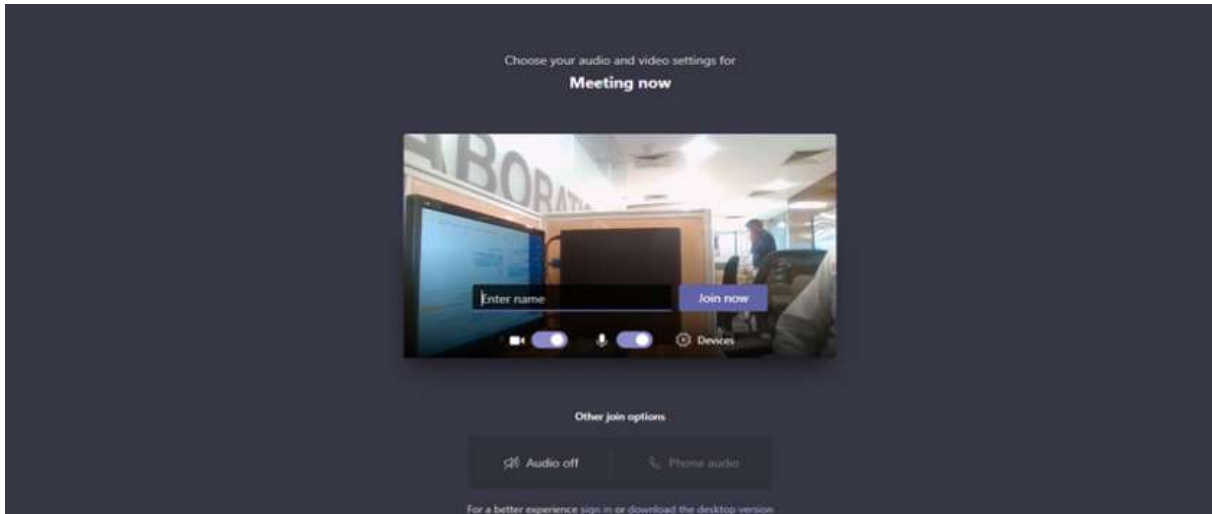 Choose your audio and video settings for
Meeting now
ABORAT
Enter name
Join now
Devices
Other join options
Audio off
Phone audio
For a better experience sign in or download the desktop version